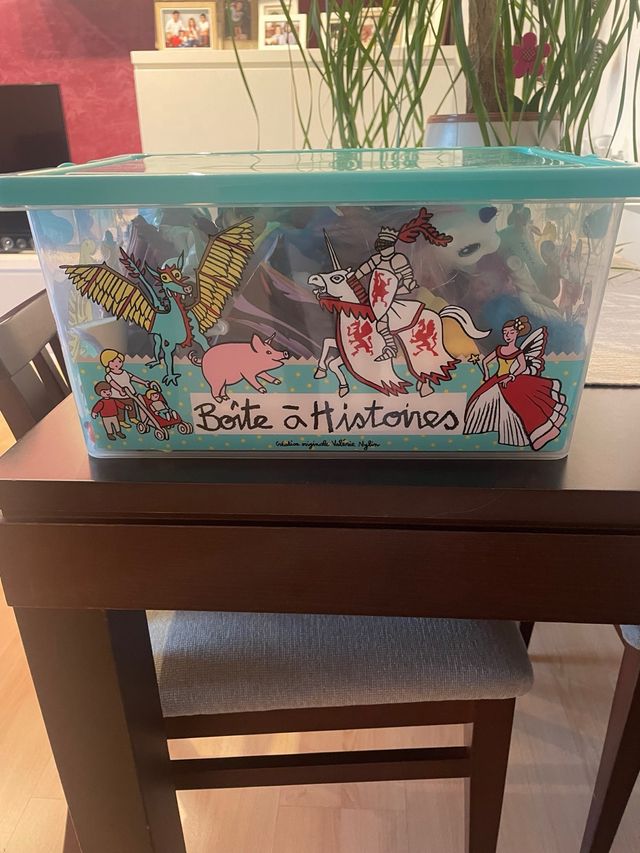 Boîte à Histoires
Création originale Valérie Nylin